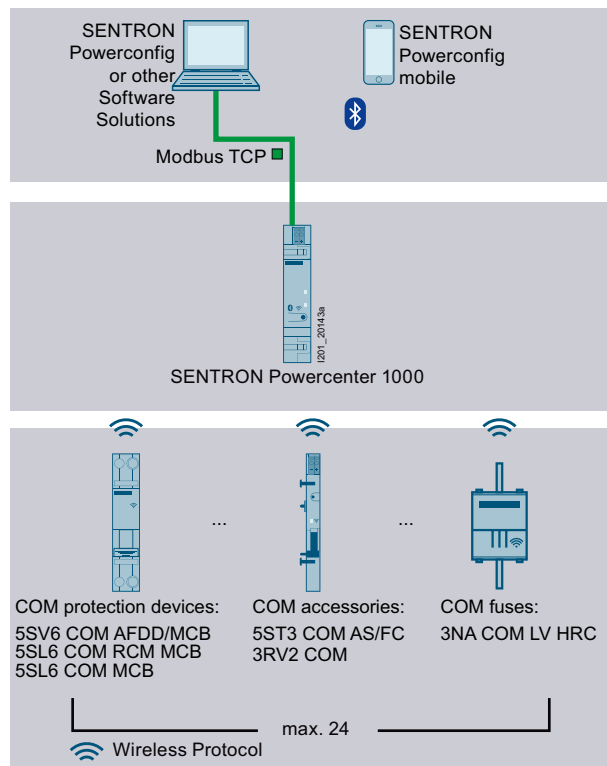 SENTRON
Powerconfig
or other
Software
Solutions
SENTRON
Powerconfig
mobile
Modbus TCP
I201_20143a
SENTRON Powercenter 1000
...
...
COM protection devices:
5SV6 COM AFDD/MCB
5SL6 COM RCM MCB
5SL6 COM MCB
COM accessories:
5ST3 COM AS/FC
3RV2 COM
COM fuses:
3NA COM LV HRC
max. 24
Wireless Protocol